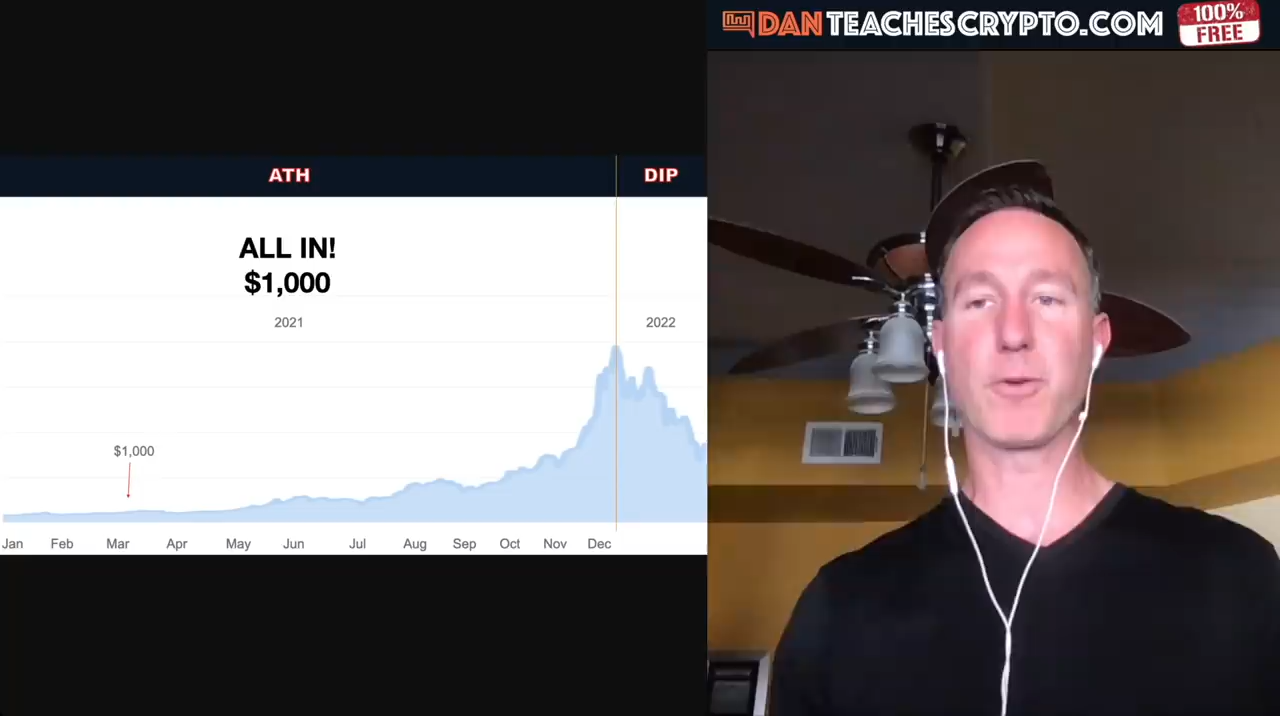 DANTEACHESCRYPTO.COM
100%
FREE
ATH
DIP
ALL IN!
$1,000
2021
2022
$1,000
Jan Feb Mar Apr May Jun Jul Aug Sep Oct Nov Dec